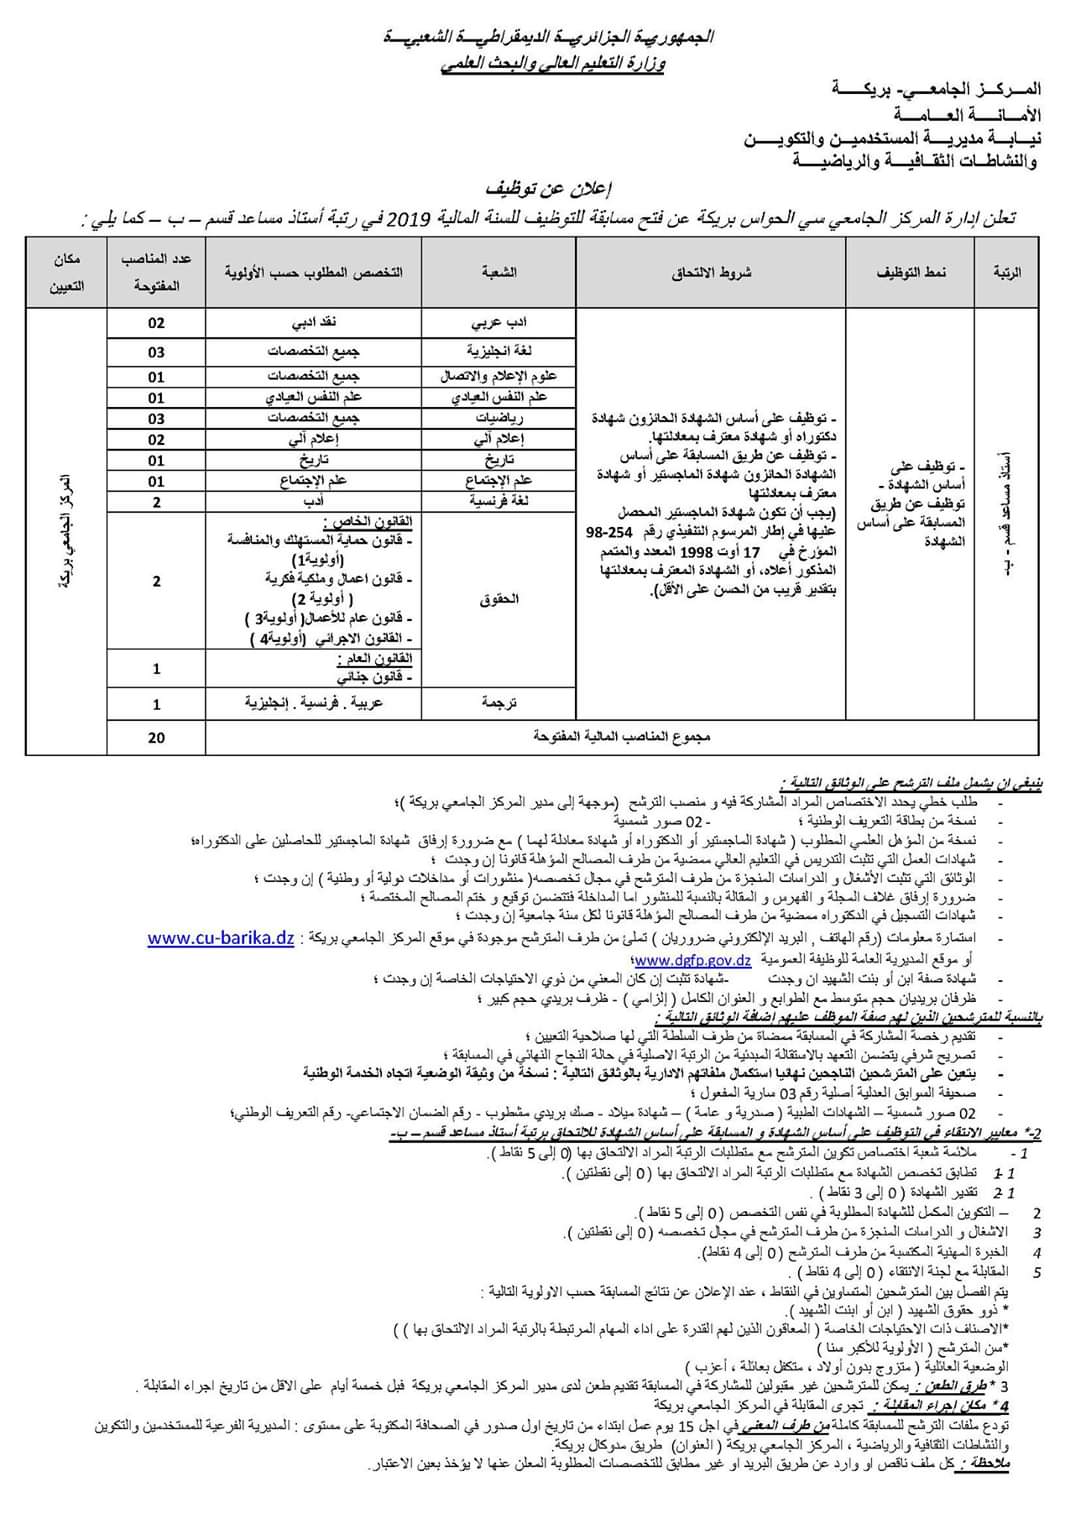 الجمهورية الجزائرية الديمقراطية الشعبية
وزارة التعليم العالي والبحث العلمي
المركز الجامعي- بريكة
الأمانة العامة
نيابة مديرية المستخدمين والتكوين
والنشاطات الثقافية والرياضية
إعلان عن توظيف
تعلن إدارة المركز الجامعي سي الحواس بريكة عن فتح مسابقة للتوظيف للسنة المالية 2019 في رتبة أستاذ مساعد قسم – ب – كما يلي :
الرتبة
نمط التوظيف
شروط الالتحاق
الشعبة
التخصص المطلوب حسب الأولوية
عدد المناصب
المفتوحة
مكان
التعيين
أستاذ مساعد قسم - ب-
- توظيف على
أساس الشهادة -
توظيف عن طريق
المسابقة على أساس
الشهادة
- توظيف على أساس الشهادة الحائزون شهادة
دكتوراه أو شهادة معترف بمعادلتها.
- توظيف عن طريق المسابقة على أساس
الشهادة الحائزون شهادة الماجستير أو شهادة
معترف بمعادلتها
(يجب أن تكون شهادة الماجستير المحصل
عليها في إطار المرسوم التنفيذي رقم 254-98
المؤرخ في 17 أوت 1998 المعدد والمتمم
المذكور أعلاه، أو الشهادة المعترف بمعادلتها
بتقدير قريب من الحسن على الأقل).
ادب عربي نقد ادبي 02
لغة انجليزية جميع التخصصات 03
علوم الإعلام والاتصال جميع التخصصات 01
علم النفس العيادي علم النفس العيادي 01
رياضيات جميع التخصصات 03
إعلام آلي إعلام آلي 02
تاريخ تاريخ 01
علم الإجتماع علم الإجتماع 01
لغة فرنسية أدب 2
الحقوق
القانون الخاص :
- قانون حماية المستهلك والمنافسة
(أولوية1)
- قانون اعمال وملكية فكرية
( أولوية 2)
- قانون عام للأعمال( أولوية3 )
- القانون الاجرائي (أولوية4 )
2
القانون العام :
- قانون جنائي
1
ترجمة عربية . فرنسية . إنجليزية 1
المركز الجامعي بريكة
مجموع المناصب المالية المفتوحة 20
ينبغي ان يشمل ملف الترشح على الوثائق التالية :
- طلب خطي يحدد الاختصاص المراد المشاركة فيه و منصب الترشح (موجهة إلى مدير المركز الجامعي بريكة )؛
- نسخة من بطاقة التعريف الوطنية ؛ - 02 صور شمسية
- نسخة من المؤهل العلمي المطلوب ( شهادة الماجستير أو الدكتوراه أو شهادة معادلة لهما ) مع ضرورة إرفاق شهادة الماجستير للحاصلين على الدكتوراه؛
- شهادات العمل التي تثبت التدريس في التعليم العالي ممضية من طرف المصالح المؤهلة قانونا إن وجدت ؛
- الوثائق التي تثبت الأشغال و الدراسات المنجزة من طرف المترشح في مجال تخصصه( منشورات أو مداخلات دولية أو وطنية ) إن وجدت ؛
- ضرورة إرفاق غلاف المجلة و الفهرس و المقالة بالنسبة للمنشور اما المداخلة فتتضمن توقيع و ختم المصالح المختصة ؛
- شهادات التسجيل في الدكتوراه ممضية من طرف المصالح المؤهلة قانونا لكل سنة جامعية إن وجدت ؛
- استمارة معلومات (رقم الهاتف , البريد الإلكتروني ضروريان ) تملئ من طرف المترشح موجودة في موقع المركز الجامعي بريكة : www.cu-barika.dz
أو موقع المديرية العامة للوظيفة العمومية www.dgfp.gov.dz؛
- شهادة صفة ابن أو بنت الشهيد ان وجدت -شهادة تثبت إن كان المعني من ذوي الاحتياجات الخاصة إن وجدت ؛
- ظرفان بريديان حجم متوسط مع الطوابع و العنوان الكامل ( إلزامي ) - ظرف بريدي حجم كبير ؛
بالنسبة للمترشحين الذين لهم صفة الموظف عليهم إضافة الوثائق التالية :
- تقديم رخصة المشاركة في المسابقة ممضاة من طرف السلطة التي لها صلاحية التعيين ؛
- تصريح شرفي يتضمن التعهد بالاستقالة المبدئية من الرتبة الاصلية في حالة النجاح النهائي في المسابقة ؛
- يتعين على المترشحين الناجحين نهائيا استكمال ملفاتهم الادارية بالوثائق التالية : نسخة من وثيقة الوضعية اتجاه الخدمة الوطنية
- صحيفة السوابق العدلية أصلية رقم 03 سارية المفعول ؛
- 02 صور شمسية – الشهادات الطبية ( صدرية و عامة ) – شهادة ميلاد - صك بريدي مشطوب - رقم الضمان الاجتماعي- رقم التعريف الوطني؛
2-* معايير الانتقاء في التوظيف على أساس الشهادة و المسابقة على أساس الشهادة للالتحاق برتبة أستاذ مساعد قسم – ب-
1 - ملائمة شعبة اختصاص تكوين المترشح مع متطلبات الرتبة المراد الالتحاق بها (0 إلى 5 نقاط ).
1-1 تطابق تخصص الشهادة مع متطلبات الرتبة المراد الالتحاق بها ( 0 إلى نقطتين ).
1-2 تقدير الشهادة ( 0 إلى 3 نقاط ) .
2 – التكوين المكمل للشهادة المطلوبة في نفس التخصص ( 0 إلى 5 نقاط ).
3 الاشغال و الدراسات المنجزة من طرف المترشح في مجال تخصصه ( 0 إلى نقطتين ).
4 الخبرة المهنية المكتسبة من طرف المترشح ( 0 إلى 4 نقاط).
5 المقابلة مع لجنة الانتقاء ( 0 إلى 4 نقاط ) .
يتم الفصل بين المترشحين المتساوين في النقاط ، عند الإعلان عن نتائج المسابقة حسب الاولوية التالية :
* ذوو حقوق الشهيد ( ابن أو ابنت الشهيد ).
*الاصناف ذات الاحتياجات الخاصة ( المعاقون الذين لهم القدرة على اداء المهام المرتبطة بالرتبة المراد الالتحاق بها ) )
*سن المترشح ( الأولوية للأكبر سنا )
الوضعية العائلية ( متزوج بدون أولاد ، متكفل بعائلة ، أعزب )
3 *طرق الطعن : يمكن للمترشحين غير مقبولين للمشاركة في المسابقة تقديم طعن لدى مدير المركز الجامعي بريكة قبل خمسة أيام على الاقل من تاريخ اجراء المقابلة .
4* مكان إجراء المقابلة : تجرى المقابلة في المركز الجامعي بريكة
تودع ملفات الترشح للمسابقة كاملة من طرف المعني في اجل 15 يوم عمل ابتداء من تاريخ اول صدور في الصحافة المكتوبة على مستوى : المديرية الفرعية للمستخدمين والتكوين
والنشاطات الثقافية والرياضية ، المركز الجامعي بريكة ( العنوان) طريق مدوكال بريكة.
ملاحظة : كل ملف ناقص او وارد عن طريق البريد او غير مطابق للتخصصات المطلوبة المعلن عنها لا يؤخذ بعين الاعتبار.